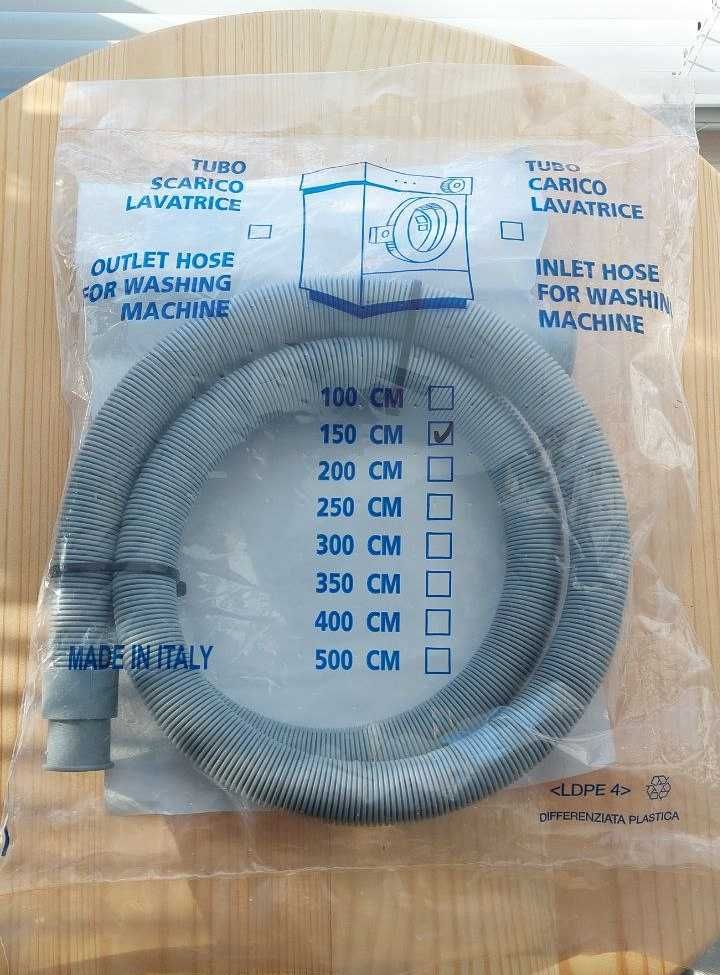 TUBO
SCARICO
LAVATRICE
OUTLET HOSE
FOR WASHING
MACHINE
TUBO
CARICO
LAVATRICE
INLET HOSE
FOR WASHING
MACHINE
100 CM
150 CM ✓
200 CM
250 CM
300 CM
350 CM
400 CM
500 CM
MADE IN ITALY
<LDPE 4>
DIFFERENZIATA PLASTICA